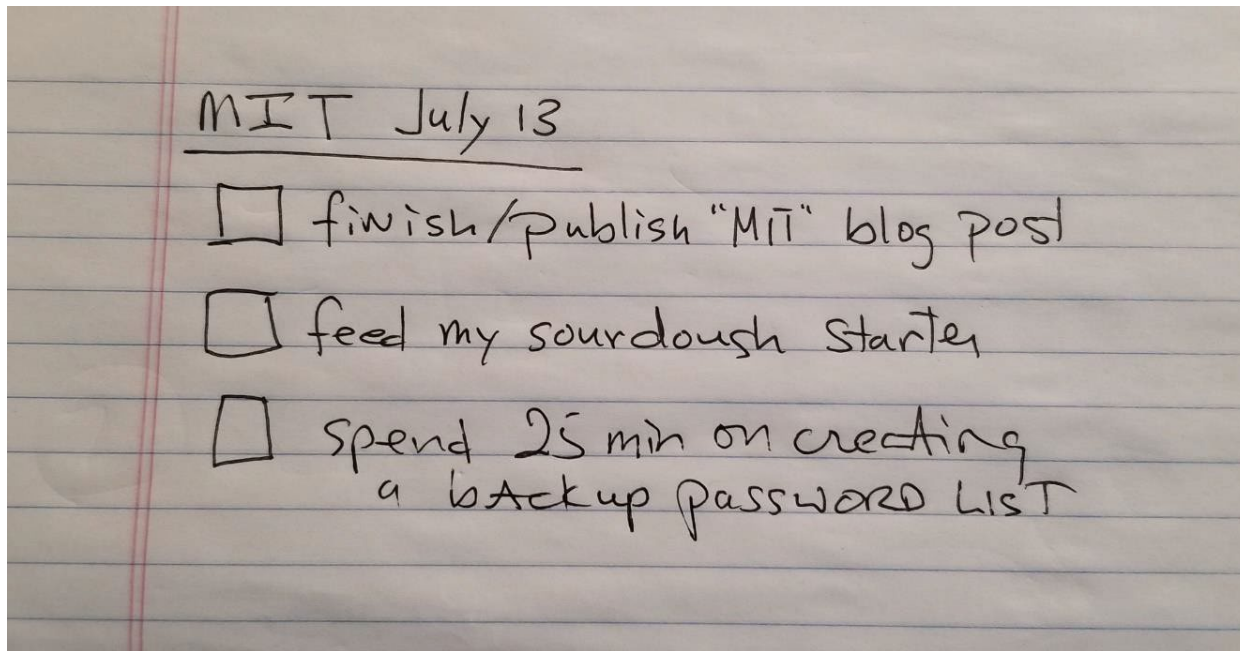 MIT July 13
finish/publish "MIT" blog post
feed my sourdough starter
spend 25 min on creating
a backup password list